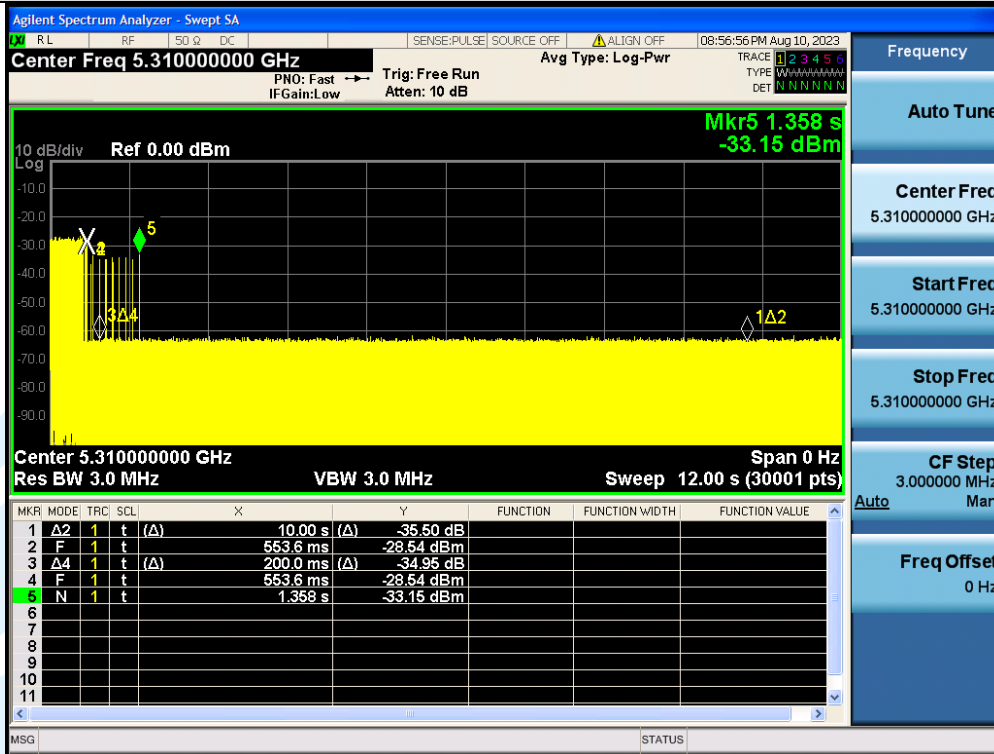 Agilent Spectrum Analyzer - Swept SA
LXI RL RF 50 Ω DC SENSE:PULSE SOURCE OFF ALIGN OFF 08:56:56 PM Aug 10, 2023
Center Freq 5.310000000 GHz
PNO: Fast Trig: Free Run Avg Type: Log-Pwr TRACE 1 2 3 4 5 6
TYPE WWWWWW
IFGain:Low Atten: 10 dB DET N N N N N N
Mkr5 1.358 s
-33.15 dBm
10 dB/div Ref 0.00 dBm
Log
-10.0
-20.0
-30.0
-40.0
-50.0
-60.0
-70.0
-80.0
-90.0
X 5
3Δ4
1Δ2
Center 5.310000000 GHz Span 0 Hz
Res BW 3.0 MHz VBW 3.0 MHz Sweep 12.00 s (30001 pts)
MKR MODE TRC SCL X Y FUNCTION FUNCTION WIDTH FUNCTION VALUE
1 Δ2 1 t (Δ) 10.00 s (Δ) -35.50 dB
2 F 1 t 553.6 ms -28.54 dBm
3 Δ4 1 t (Δ) 200.0 ms (Δ) -34.95 dB
4 F 1 t 553.6 ms -28.54 dBm
5 N 1 t 1.358 s -33.15 dBm
6
7
8
9
10
11
MSG STATUS
Frequency
Auto Tune
Center Freq
5.310000000 GHz
Start Freq
5.310000000 GHz
Stop Freq
5.310000000 GHz
CF Step
3.000000 MHz
Auto Man
Freq Offset
0 Hz